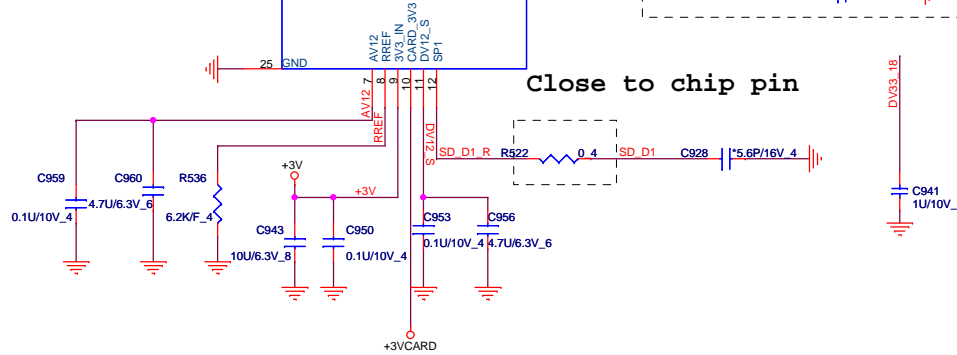 AV12
RREF
3V3_IN
CARD_3V3
DV12_S
SP1
25
GND
7
8
9
10
11
12
Close to chip pin
DV33_18
AV12
RREF
DV12_S
SD_D1_R
R522
0_4
SD_D1
C928
*5.6P/16V_4
+3V
+3V
C959
0.1U/10V_4
C960
4.7U/6.3V_6
R536
6.2K/F_4
C943
10U/6.3V_8
C950
0.1U/10V_4
C953
0.1U/10V_4
C956
4.7U/6.3V_6
C941
1U/10V_
+3VCARD